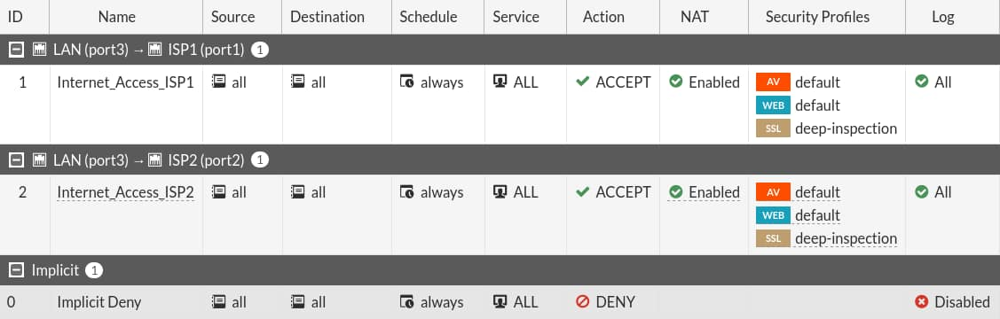 ID Name Source Destination Schedule Service Action NAT Security Profiles Log
LAN (port3) → ISP1 (port1) 1
1 Internet_Access_ISP1 all all always ALL ACCEPT Enabled AV default All
WEB default
SSL deep-inspection
LAN (port3) → ISP2 (port2) 1
2 Internet_Access_ISP2 all all always ALL ACCEPT Enabled AV default All
WEB default
SSL deep-inspection
Implicit 1
0 Implicit Deny all all always ALL DENY Disabled